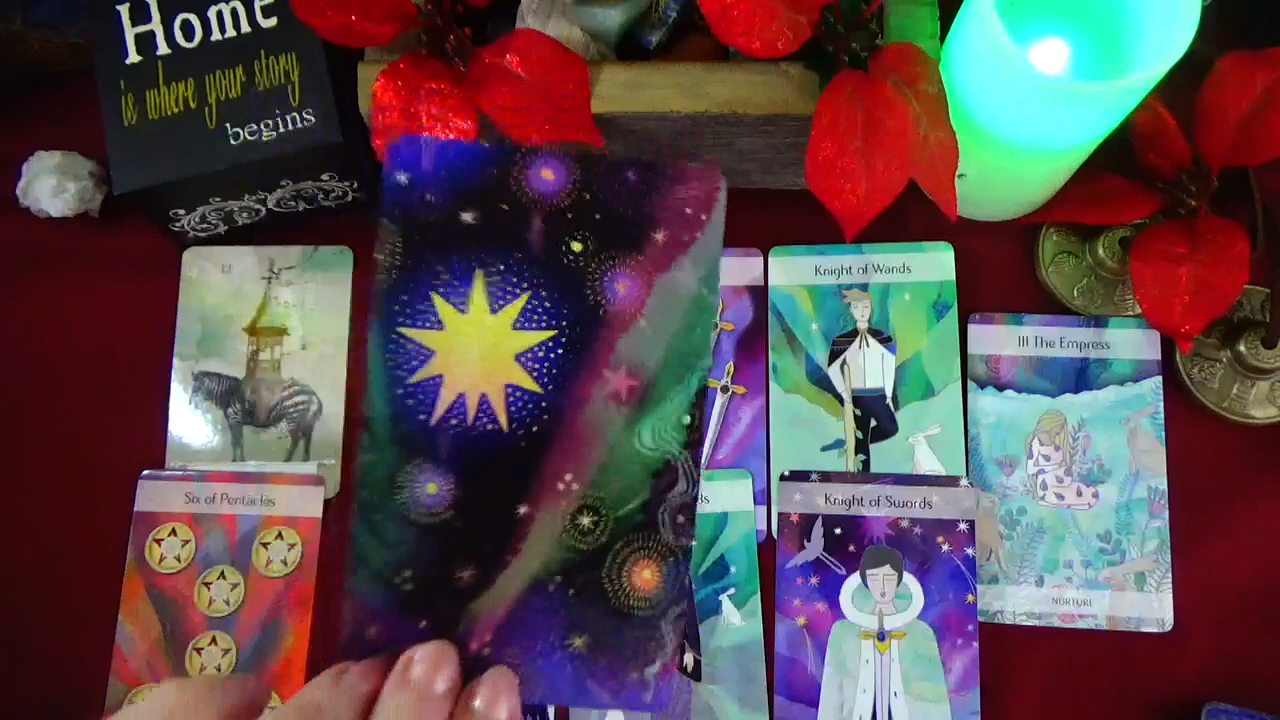 Home
is where your story
begins
Knight of Wands
III The Empress
Six of Pentacles
Knight of Swords
NURTURE